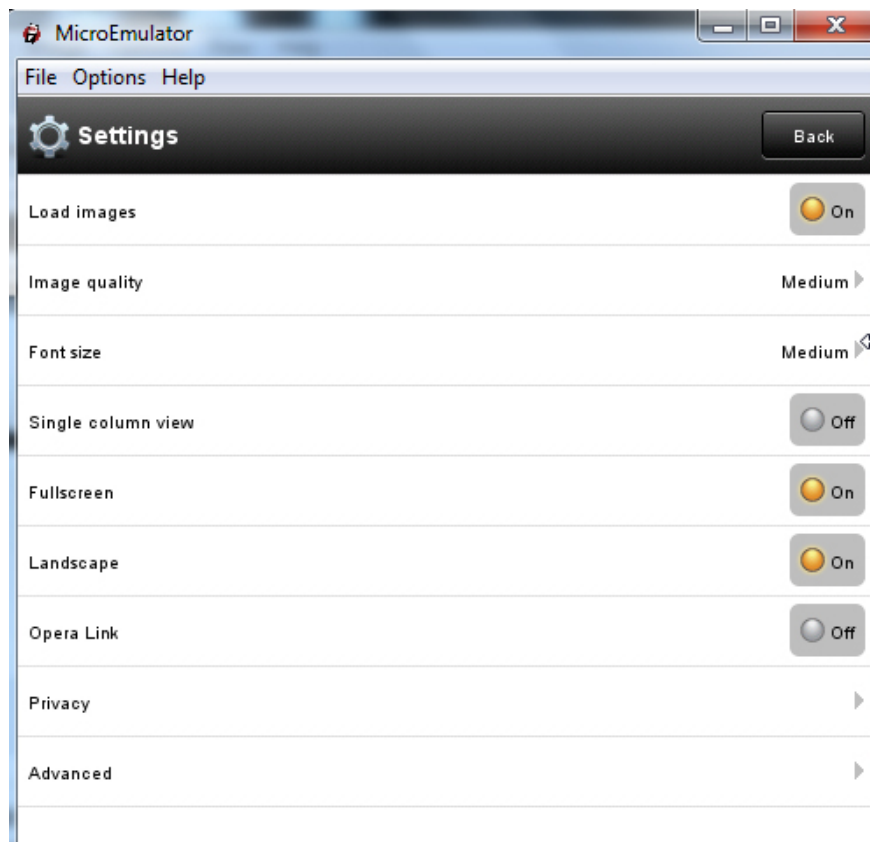 MicroEmulator
File Options Help
Settings Back
Load images On
Image quality Medium
Font size Medium
Single column view Off
Fullscreen On
Landscape On
Opera Link Off
Privacy
Advanced